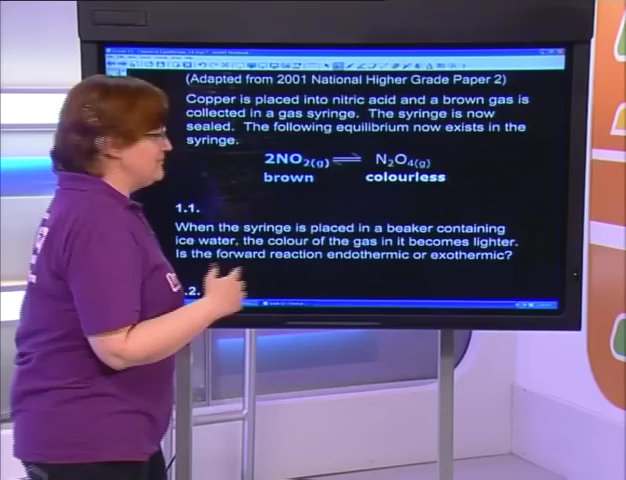 (Adapted from 2001 National Higher Grade Paper 2)
Copper is placed into nitric acid and a brown gas is
collected in a gas syringe. The syringe is now
sealed. The following equilibrium now exists in the
syringe.
2NO₂(g) ⇌ N₂O₄(g)
brown colourless
1.1.
When the syringe is placed in a beaker containing
ice water, the colour of the gas in it becomes lighter.
Is the forward reaction endothermic or exothermic?
.2.